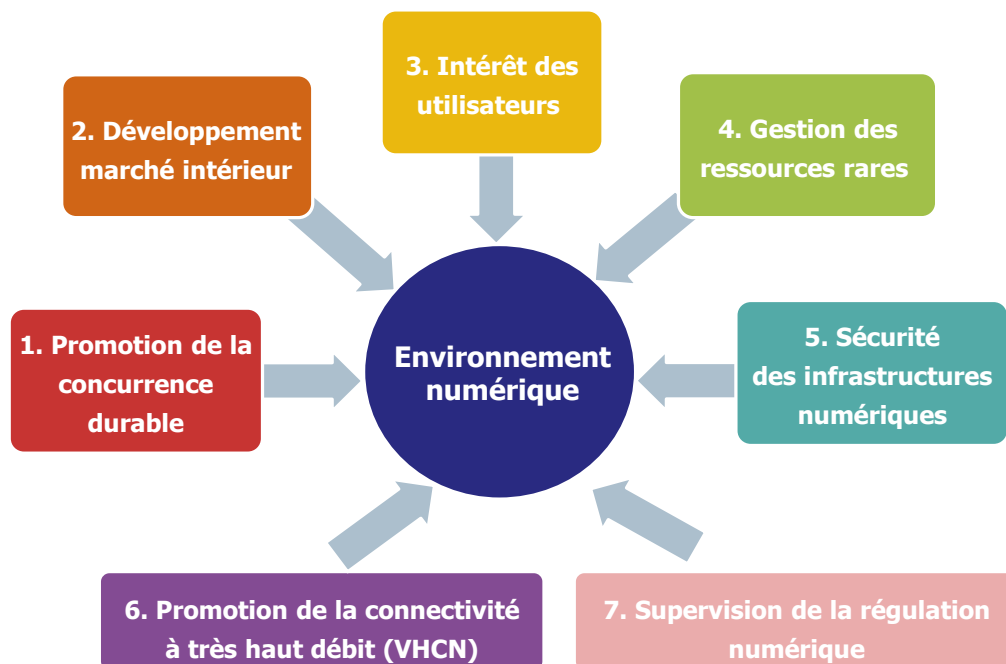 3. Intérêt des
utilisateurs
2. Développement
marché intérieur
4. Gestion des
ressources rares
1. Promotion de la
concurrence
durable
Environnement
numérique
5. Sécurité
des infrastructures
numériques
6. Promotion de la connectivité
à très haut débit (VHCN)
7. Supervision de la régulation
numérique